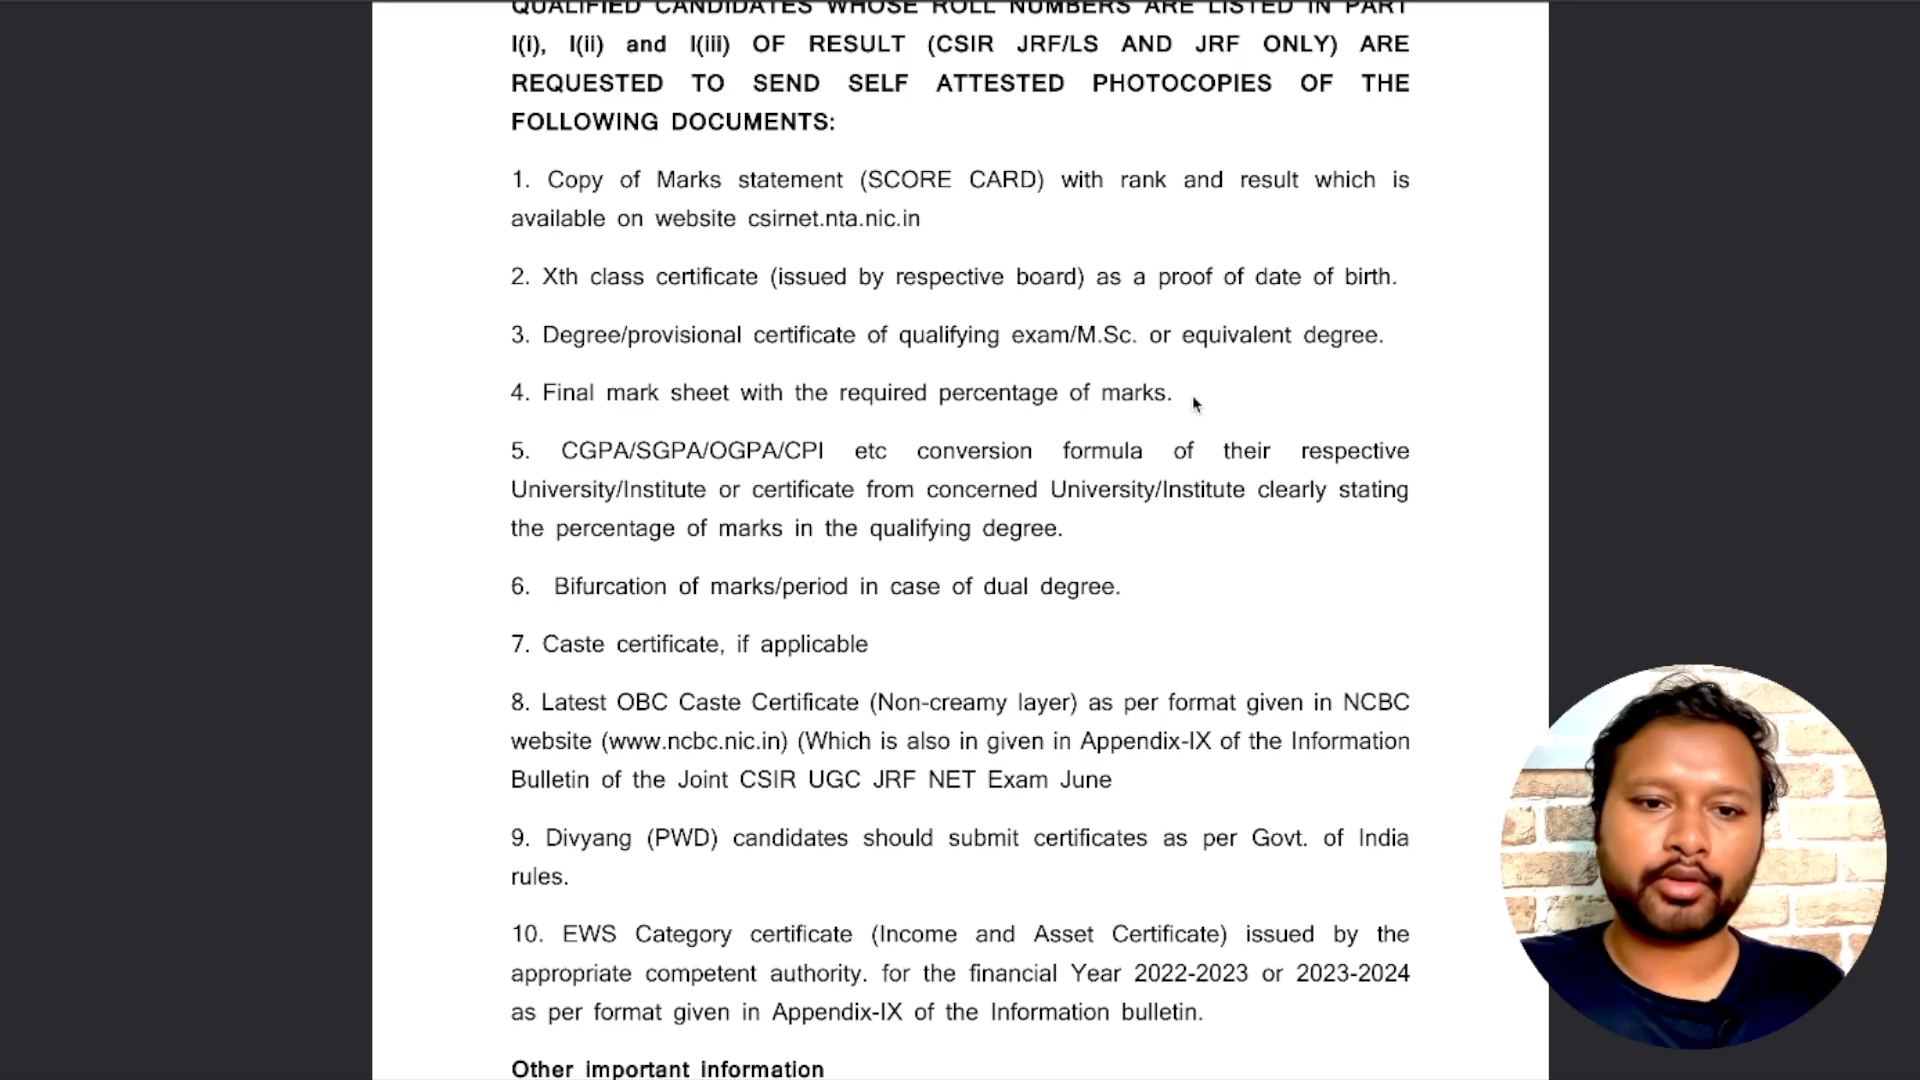 QUALIFIED CANDIDATES WHOSE ROLL NUMBERS ARE LISTED IN PART
I(i), I(ii) and I(iii) OF RESULT (CSIR JRF/LS AND JRF ONLY) ARE
REQUESTED TO SEND SELF ATTESTED PHOTOCOPIES OF THE
FOLLOWING DOCUMENTS:
1. Copy of Marks statement (SCORE CARD) with rank and result which is
available on website csirnet.nta.nic.in
2. Xth class certificate (issued by respective board) as a proof of date of birth.
3. Degree/provisional certificate of qualifying exam/M.Sc. or equivalent degree.
4. Final mark sheet with the required percentage of marks.
5. CGPA/SGPA/OGPA/CPI etc conversion formula of their respective
University/Institute or certificate from concerned University/Institute clearly stating
the percentage of marks in the qualifying degree.
6. Bifurcation of marks/period in case of dual degree.
7. Caste certificate, if applicable
8. Latest OBC Caste Certificate (Non-creamy layer) as per format given in NCBC
website (www.ncbc.nic.in) (Which is also in given in Appendix-IX of the Information
Bulletin of the Joint CSIR UGC JRF NET Exam June
9. Divyang (PWD) candidates should submit certificates as per Govt. of India
rules.
10. EWS Category certificate (Income and Asset Certificate) issued by the
appropriate competent authority. for the financial Year 2022-2023 or 2023-2024
as per format given in Appendix-IX of the Information bulletin.
Other important information